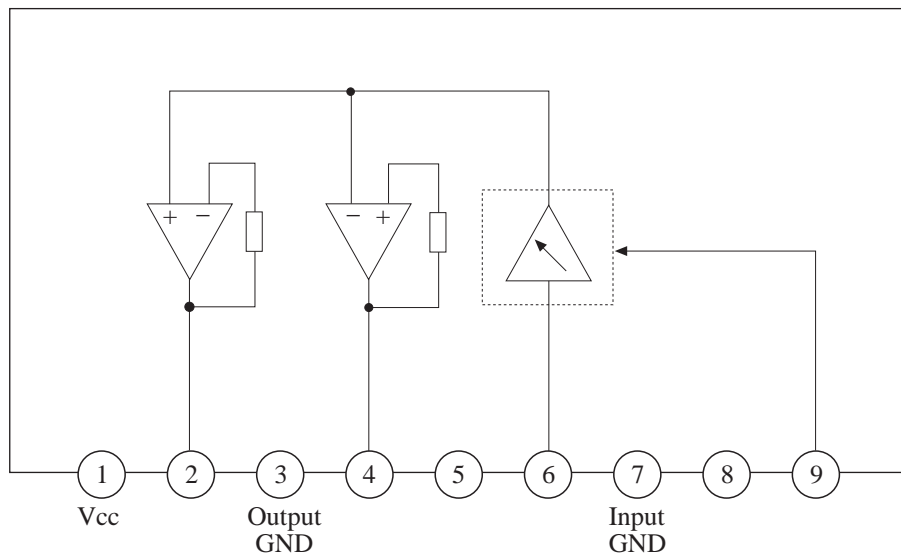 + −
− +
1 2 3 4 5 6 7 8 9
Vcc
Output
GND
Input
GND